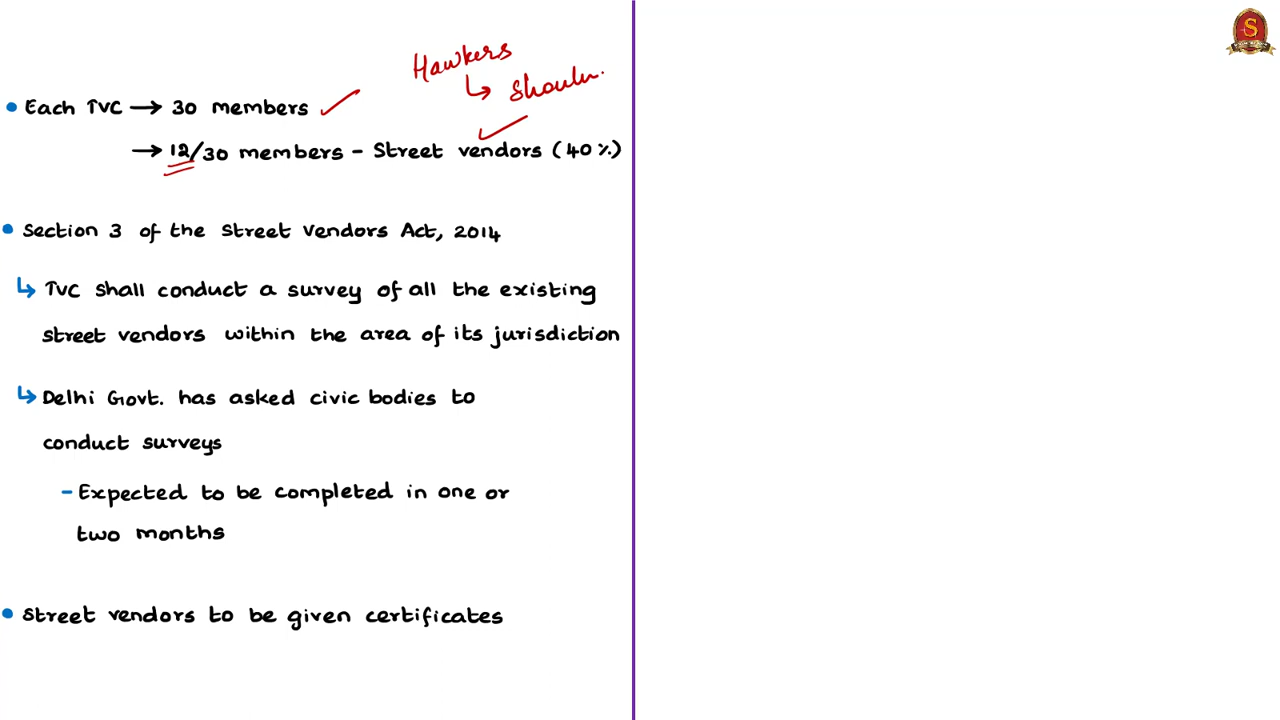 Hawkers
↳ Shoulu.
• Each TVC → 30 members ✓
→ 12/30 members - Street vendors (40%)
• Section 3 of the Street Vendors Act, 2014
↳ TVC shall conduct a survey of all the existing
street vendors within the area of its jurisdiction
↳ Delhi Govt. has asked civic bodies to
conduct surveys
- Expected to be completed in one or
two months
• Street vendors to be given certificates
S